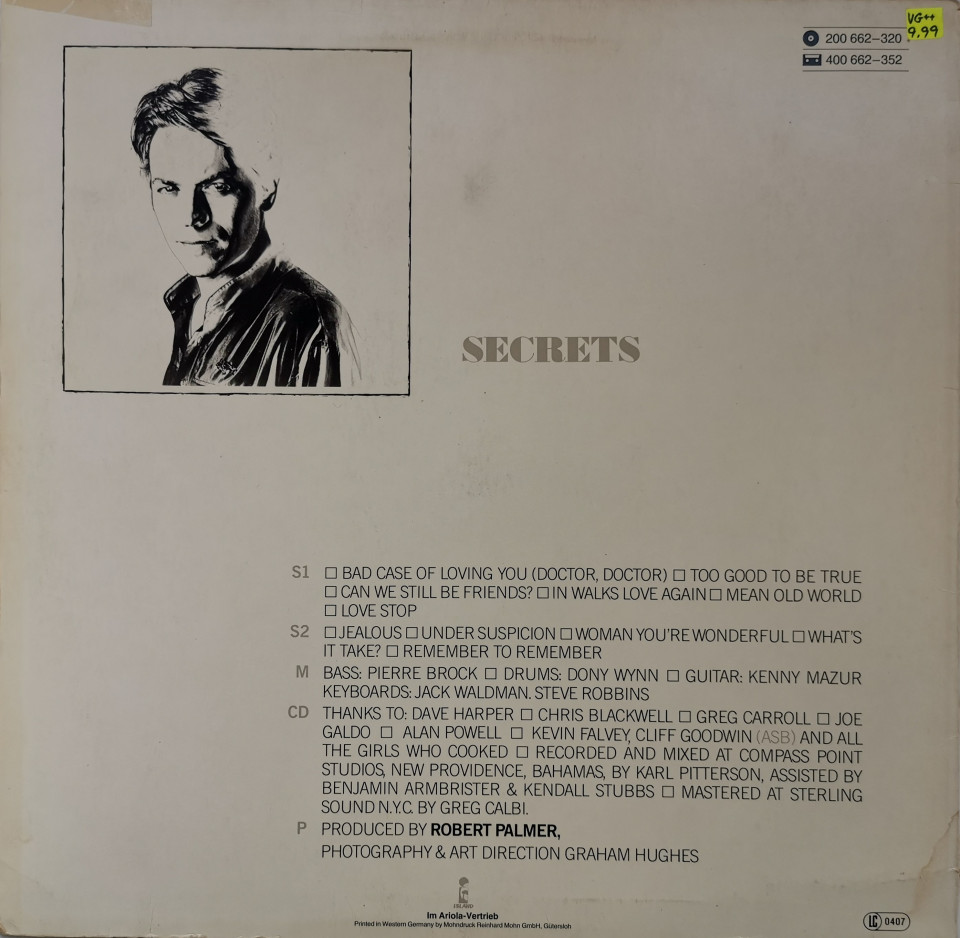 VG++
9.99
200 662–320
400 662–352
SECRETS
S1 □ BAD CASE OF LOVING YOU (DOCTOR, DOCTOR) □ TOO GOOD TO BE TRUE
□ CAN WE STILL BE FRIENDS? □ IN WALKS LOVE AGAIN □ MEAN OLD WORLD
□ LOVE STOP
S2 □ JEALOUS □ UNDER SUSPICION □ WOMAN YOU'RE WONDERFUL □ WHAT'S
IT TAKE? □ REMEMBER TO REMEMBER
M BASS: PIERRE BROCK □ DRUMS: DONY WYNN □ GUITAR: KENNY MAZUR
KEYBOARDS: JACK WALDMAN. STEVE ROBBINS
CD THANKS TO: DAVE HARPER □ CHRIS BLACKWELL □ GREG CARROLL □ JOE
GALDO □ ALAN POWELL □ KEVIN FALVEY, CLIFF GOODWIN (ASB) AND ALL
THE GIRLS WHO COOKED □ RECORDED AND MIXED AT COMPASS POINT
STUDIOS, NEW PROVIDENCE, BAHAMAS, BY KARL PITTERSON, ASSISTED BY
BENJAMIN ARMBRISTER & KENDALL STUBBS □ MASTERED AT STERLING
SOUND N.Y.C. BY GREG CALBI.
P PRODUCED BY ROBERT PALMER,
PHOTOGRAPHY & ART DIRECTION GRAHAM HUGHES
ISLAND
Im Ariola-Vertrieb
Printed in Western Germany by Mohndruck Reinhard Mohn GmbH, Gütersloh
LC 0407